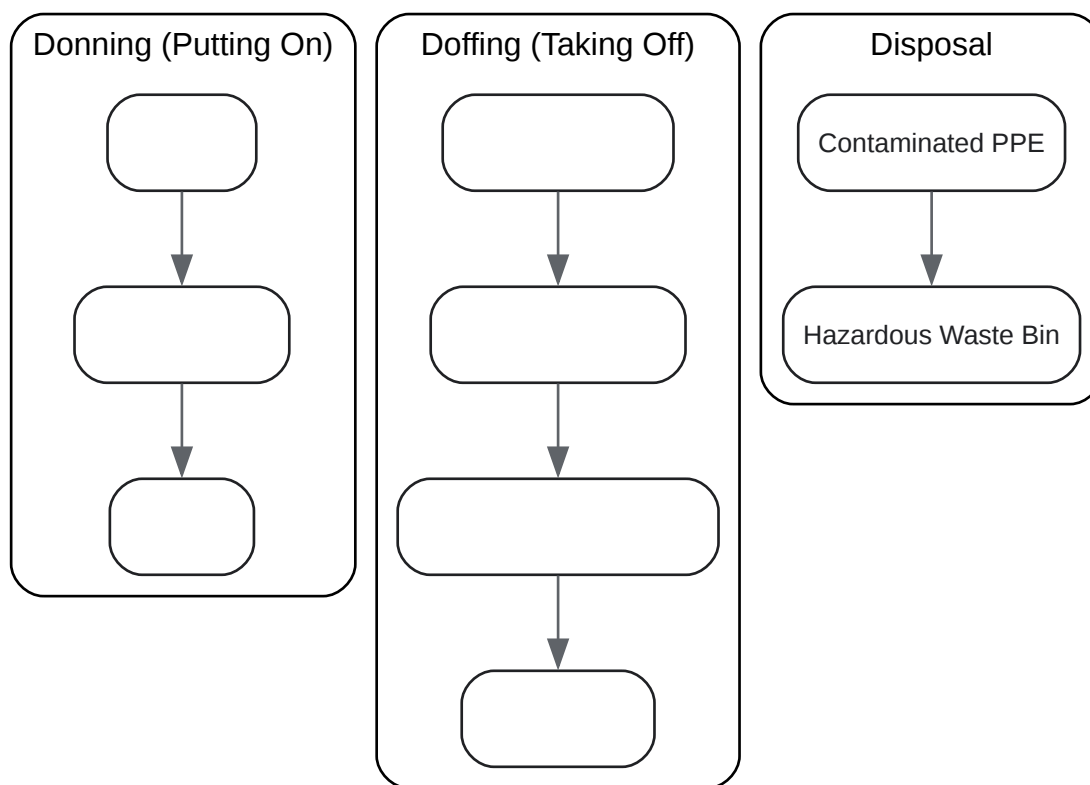 Donning (Putting On)
Doffing (Taking Off)
Disposal
Contaminated PPE
Hazardous Waste Bin